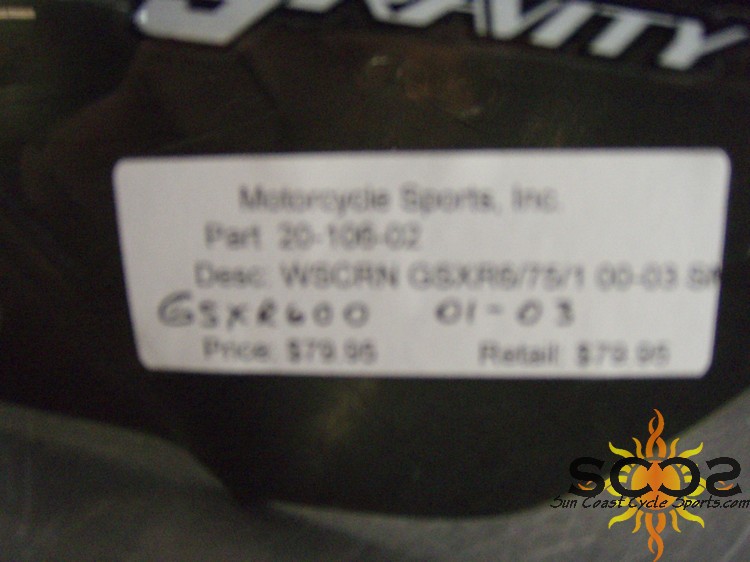 GRAVITY
Motorcycle Sports, Inc.
Part 20-106-02
Desc: WSCRN GSXR6/75/1 00-03 SM
GSXR600 01-03
Price: $79.95 Retail: $79.95
SCCS
Sun Coast Cycle Sports.com